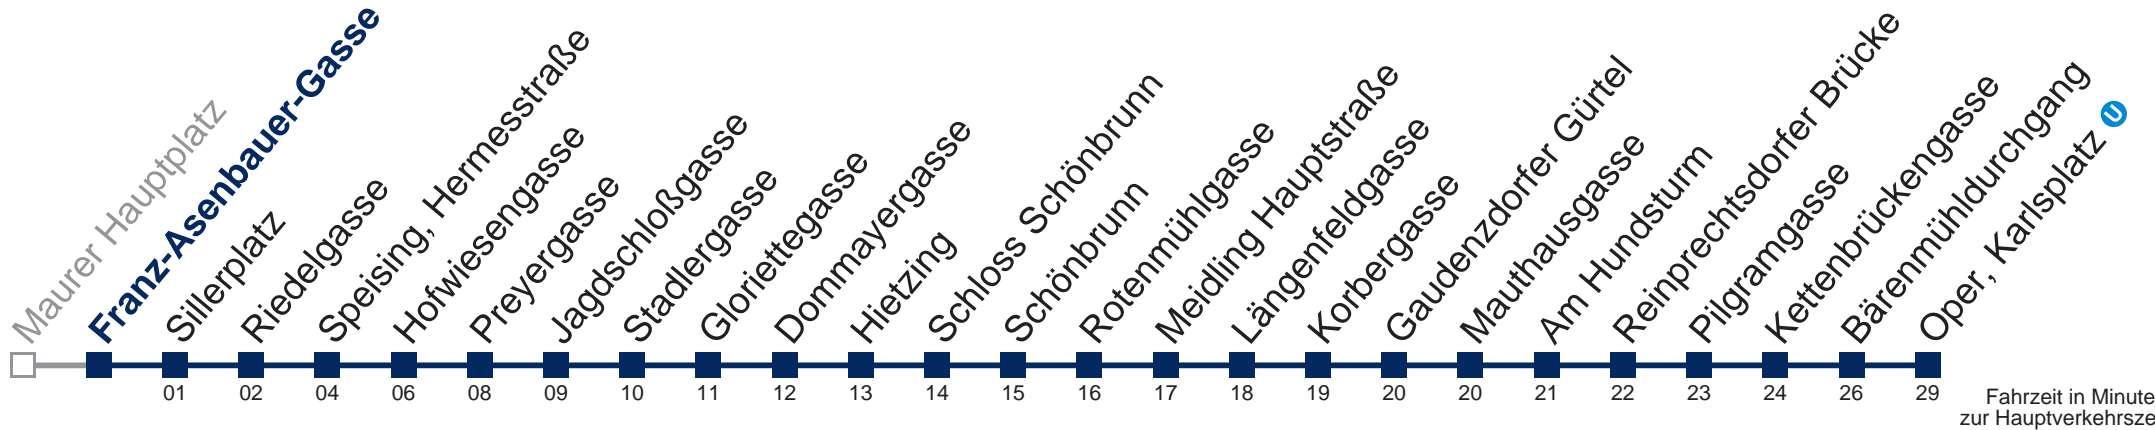 Maurer Hauptplatz
Franz-Asenbauer-Gasse
Sillerplatz
Riedelgasse
Speising, Hermesstraße
Hofwiesengasse
Preyergasse
Jagdschloßgasse
Stadlergasse
Gloriettegasse
Dommayergasse
Hietzing
Schloss Schönbrunn
Schönbrunn
Rotenmühlgasse
Meidling Hauptstraße
Längenfeldgasse
Korbergasse
Gaudenzdorfer Gürtel
Mauthausgasse
Am Hundsturm
Reinprechtsdorfer Brücke
Pilgramgasse
Kettenbrückengasse
Bärenmühldurchgang
Oper, Karlsplatz U
01 02 04 06 08 09 10 11 12 13 14 15 16 17 18 19 20 20 21 22 23 24 26 29
Fahrzeit in Minute
zur Hauptverkehrsze